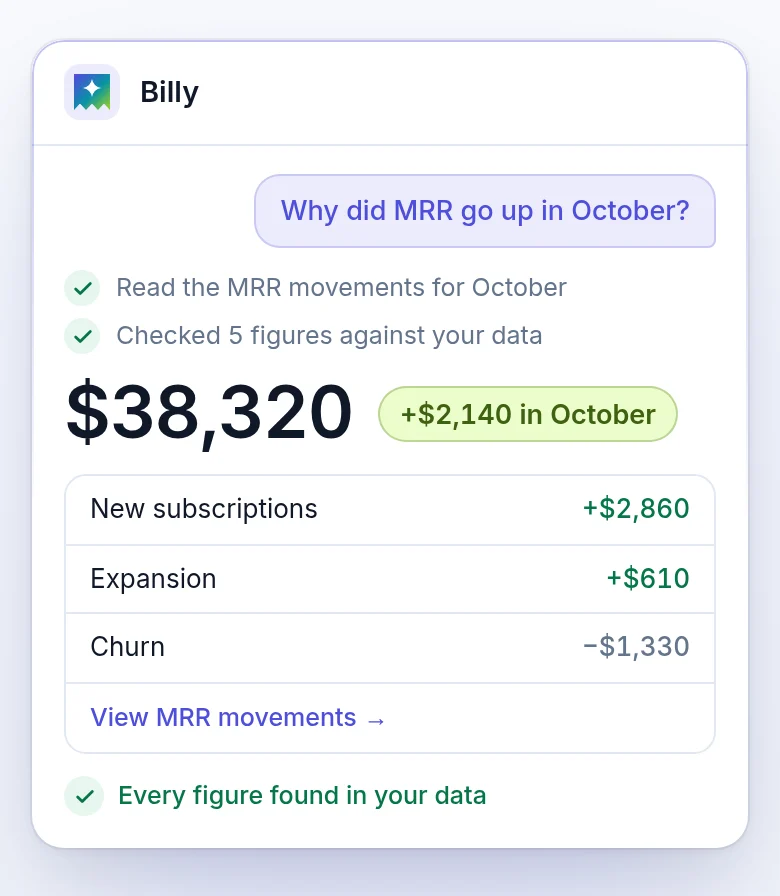 Billy
Why did MRR go up in October?
Read the MRR movements for October
Checked 5 figures against your data
$38,320
+$2,140 in October
New subscriptions
+$2,860
Expansion
+$610
Churn
−$1,330
View MRR movements →
Every figure found in your data